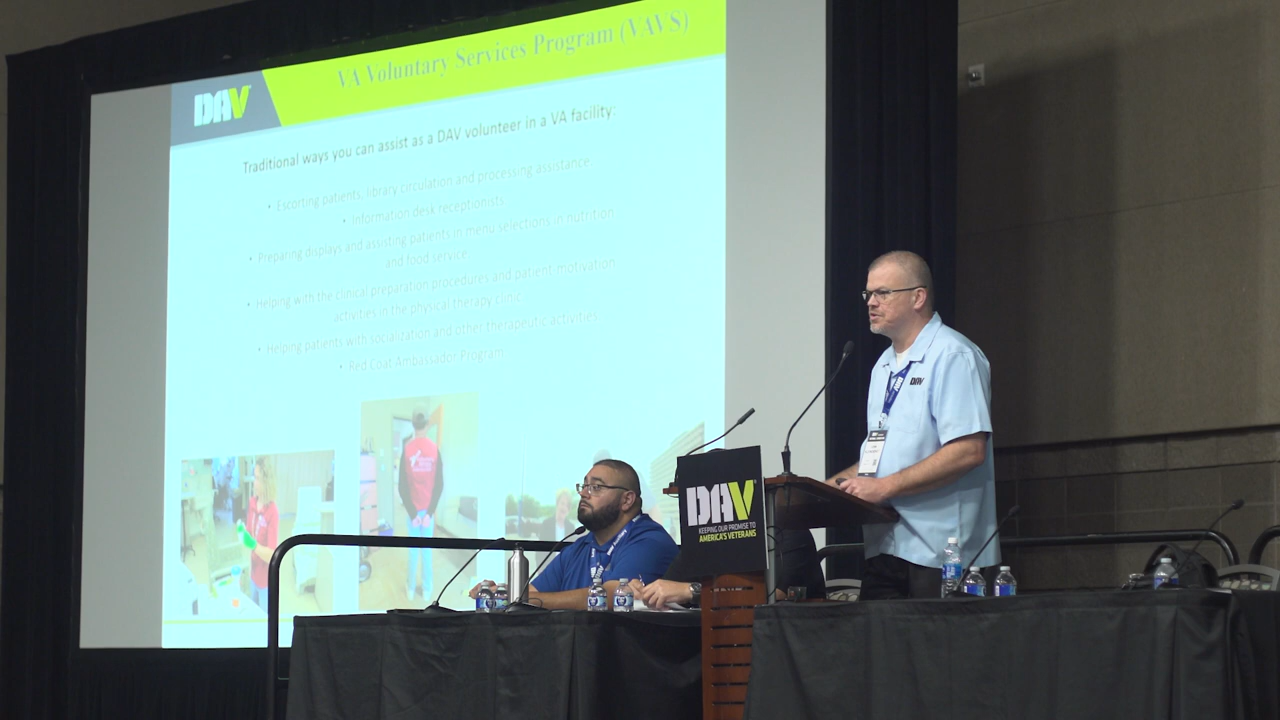 VA Voluntary Services Program (VAVS)
DAV
Traditional ways you can assist as a DAV volunteer in a VA facility:
• Escorting patients, library circulation and processing assistance
• Information desk receptionists
• Preparing displays and assisting patients in menu selections in nutrition
and food service
• Helping with the clinical preparation procedures and patient motivation
activities in the physical therapy clinic
• Helping patients with socialization and other therapeutic activities
• Red Coat Ambassador Program
DAV
DAV
KEEPING OUR PROMISE TO
AMERICA'S VETERANS